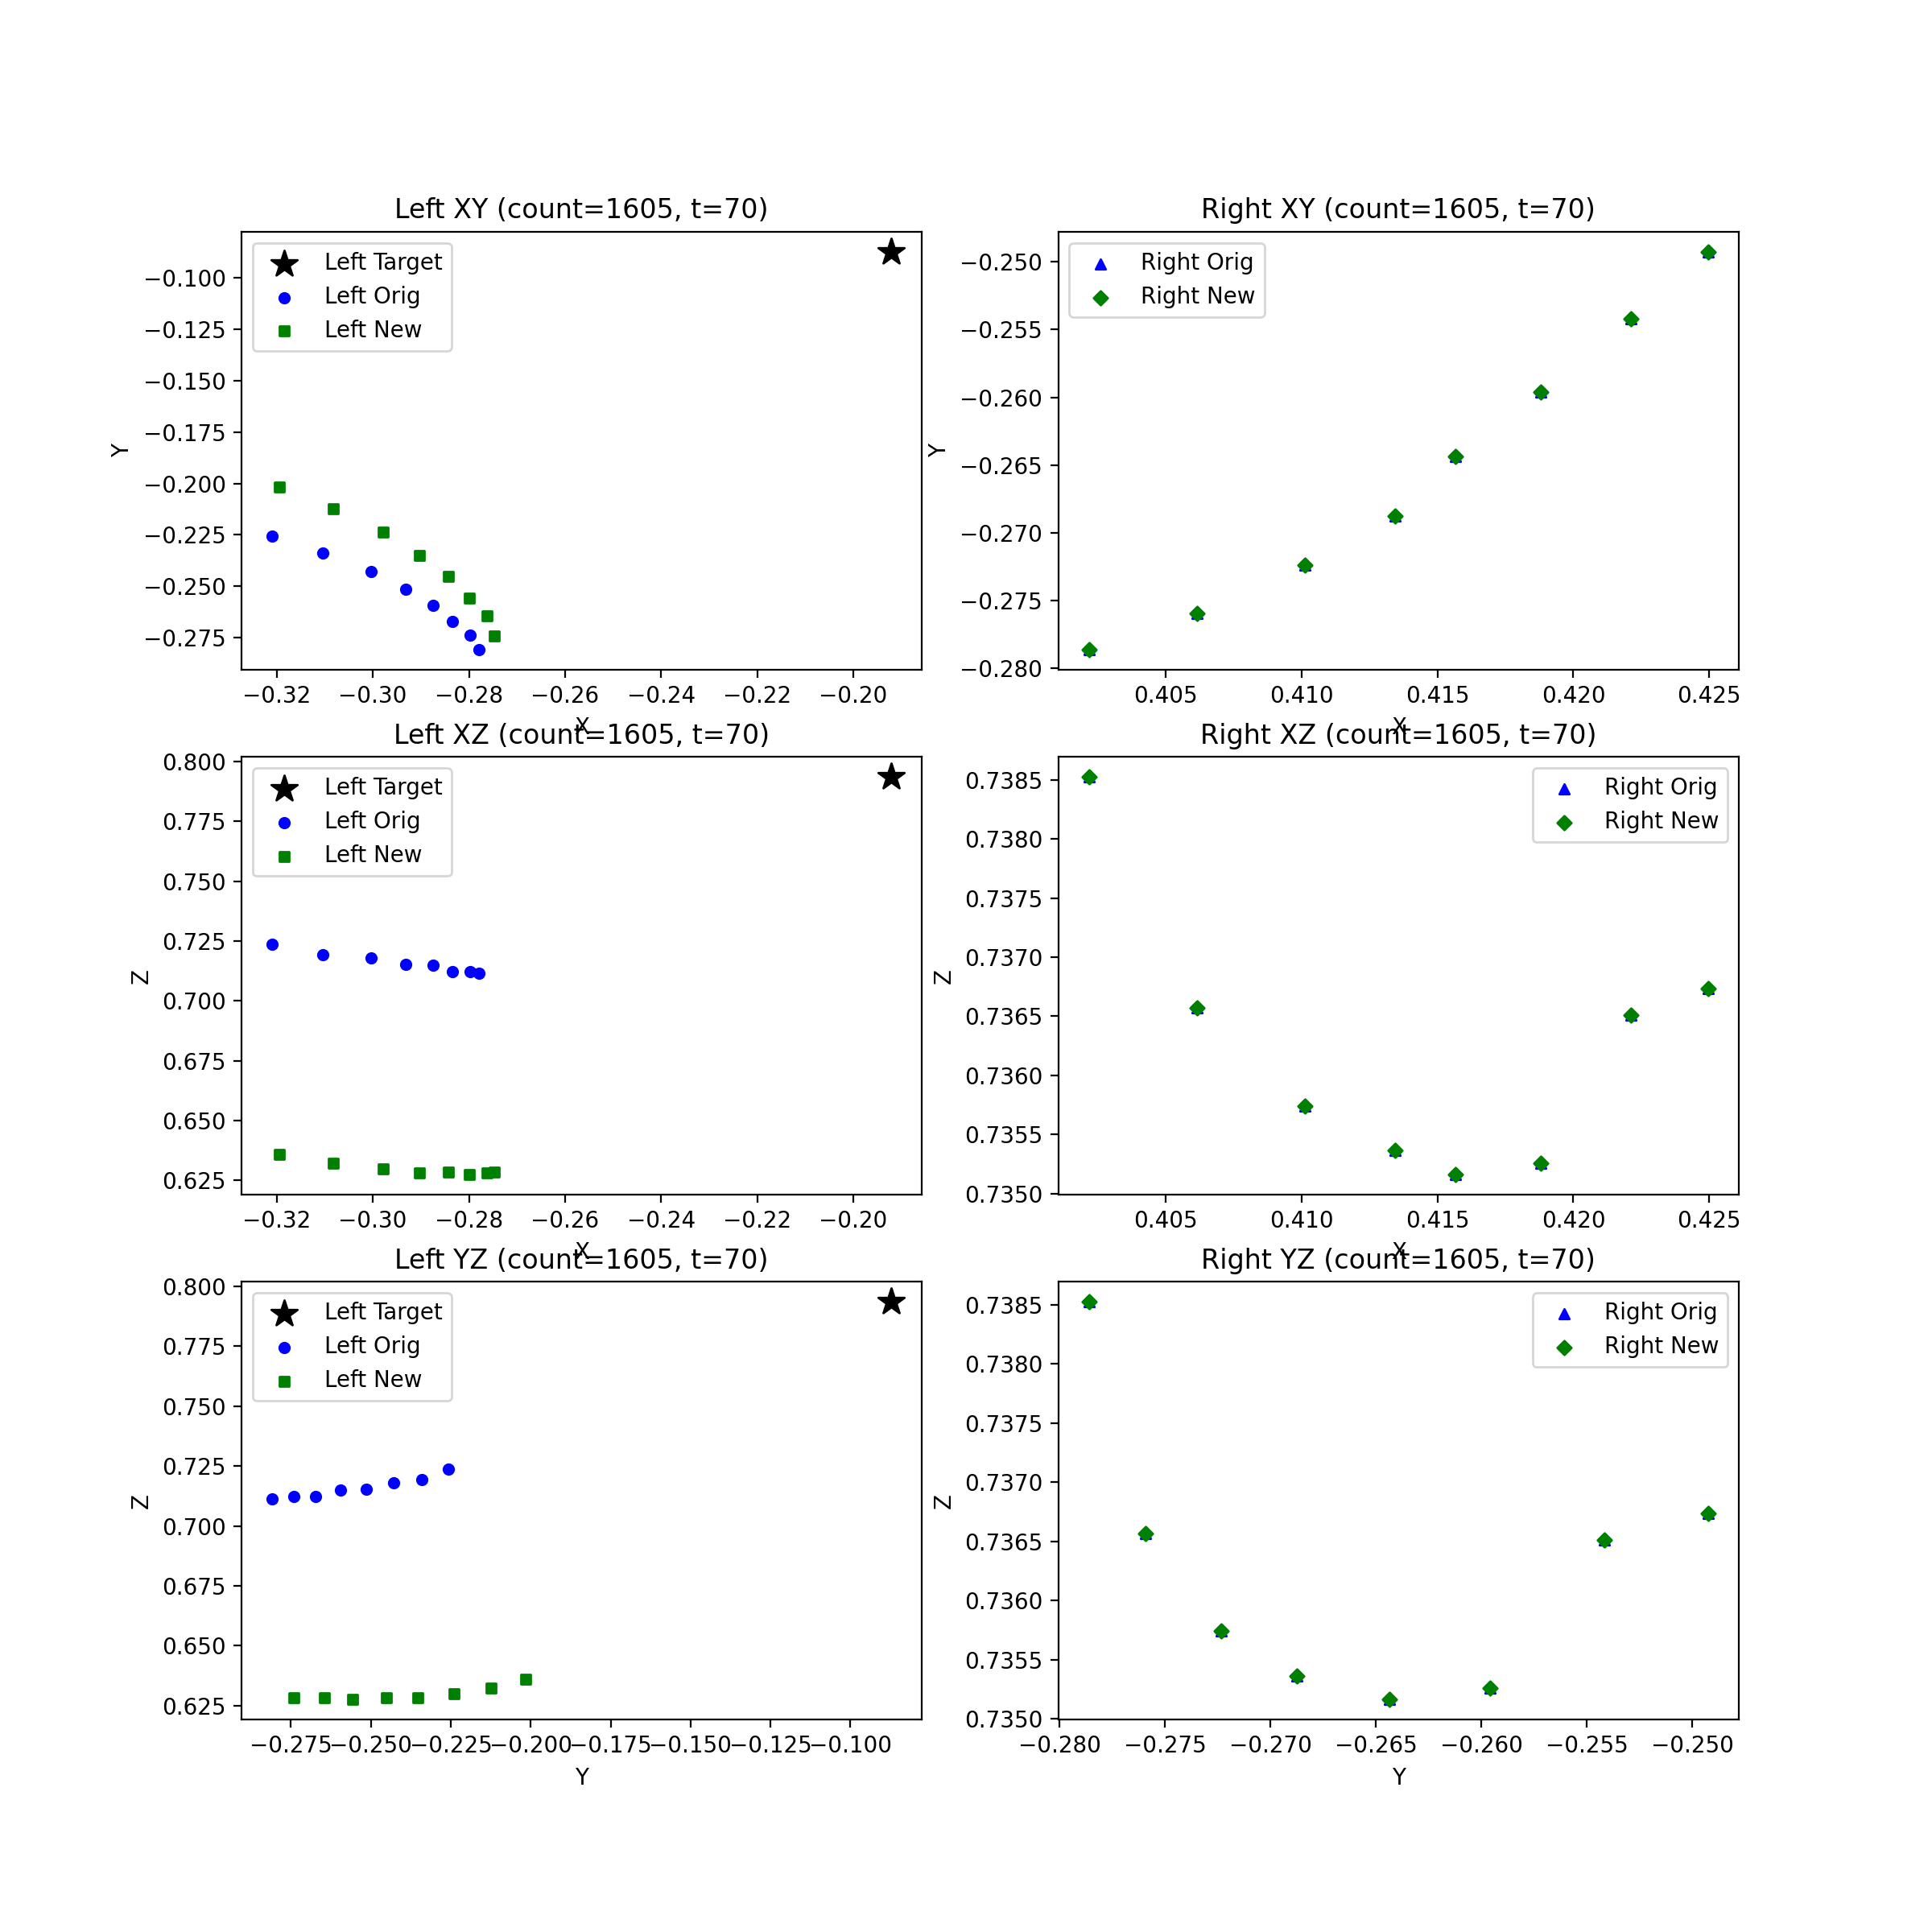 Left XY (count=1605, t=70)
Left Target
Left Orig
Left New
−0.100
−0.125
−0.150
−0.175
−0.200
−0.225
−0.250
−0.275
Y
−0.32 −0.30 −0.28 −0.26 −0.24 −0.22 −0.20
X
Right XY (count=1605, t=70)
Right Orig
Right New
−0.250
−0.255
−0.260
−0.265
−0.270
−0.275
−0.280
Y
0.405 0.410 0.415 0.420 0.425
X
Left XZ (count=1605, t=70)
Left Target
Left Orig
Left New
0.800
0.775
0.750
0.725
0.700
0.675
0.650
0.625
Z
−0.32 −0.30 −0.28 −0.26 −0.24 −0.22 −0.20
X
Right XZ (count=1605, t=70)
Right Orig
Right New
0.7385
0.7380
0.7375
0.7370
0.7365
0.7360
0.7355
0.7350
Z
0.405 0.410 0.415 0.420 0.425
X
Left YZ (count=1605, t=70)
Left Target
Left Orig
Left New
0.800
0.775
0.750
0.725
0.700
0.675
0.650
0.625
Z
−0.275 −0.250 −0.225 −0.200 −0.175 −0.150 −0.125 −0.100
Y
Right YZ (count=1605, t=70)
Right Orig
Right New
0.7385
0.7380
0.7375
0.7370
0.7365
0.7360
0.7355
0.7350
Z
−0.280 −0.275 −0.270 −0.265 −0.260 −0.255 −0.250
Y